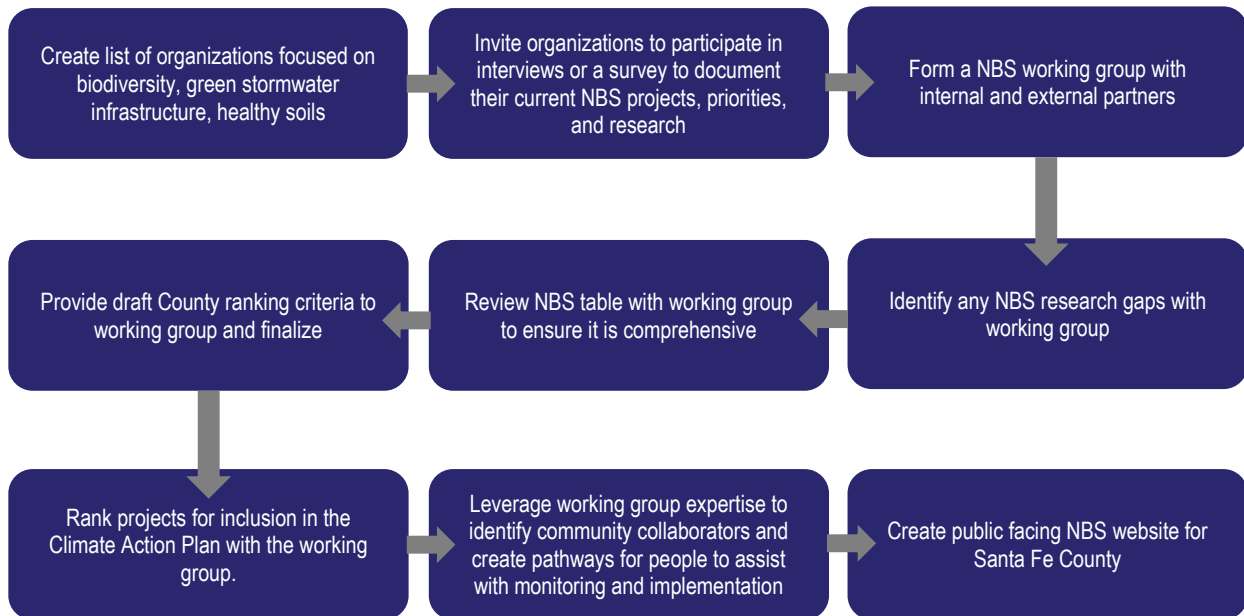 Create list of organizations focused on
biodiversity, green stormwater
infrastructure, healthy soils
Invite organizations to participate in
interviews or a survey to document
their current NBS projects, priorities,
and research
Form a NBS working group with
internal and external partners
Identify any NBS research gaps with
working group
Review NBS table with working group
to ensure it is comprehensive
Provide draft County ranking criteria to
working group and finalize
Rank projects for inclusion in the
Climate Action Plan with the working
group.
Leverage working group expertise to
identify community collaborators and
create pathways for people to assist
with monitoring and implementation
Create public facing NBS website for
Santa Fe County